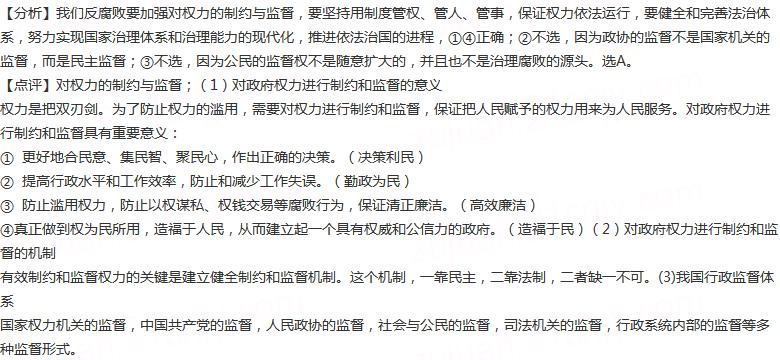 【分析】我们反腐败要加强对权力的制约与监督，要坚持用制度管权、管人、管事，保证权力依法运行，要健全和完善法治体
系，努力实现国家治理体系和治理能力的现代化，推进依法治国的进程，①④正确；②不选，因为政协的监督不是国家机关的
监督，而是民主监督；③不选，因为公民的监督权不是随意扩大的，并且也不是治理腐败的源头。选A。
【点评】对权力的制约与监督；（1）对政府权力进行制约和监督的意义
权力是把双刃剑。为了防止权力的滥用，需要对权力进行制约和监督，保证把人民赋予的权力用来为人民服务。对政府权力进
行制约和监督具有重要意义：
① 更好地合民意、集民智、聚民心，作出正确的决策。（决策利民）
② 提高行政水平和工作效率，防止和减少工作失误。（勤政为民）
③ 防止滥用权力，防止以权谋私、权钱交易等腐败行为，保证清正廉洁。（高效廉洁）
④真正做到权为民所用，造福于人民，从而建立起一个具有权威和公信力的政府。（造福于民）（2）对政府权力进行制约和监
督的机制
有效制约和监督权力的关键是建立健全制约和监督机制。这个机制，一靠民主，二靠法制，二者缺一不可。(3)我国行政监督体
系
国家权力机关的监督，中国共产党的监督，人民政协的监督，社会与公民的监督，司法机关的监督，行政系统内部的监督等多
种监督形式。